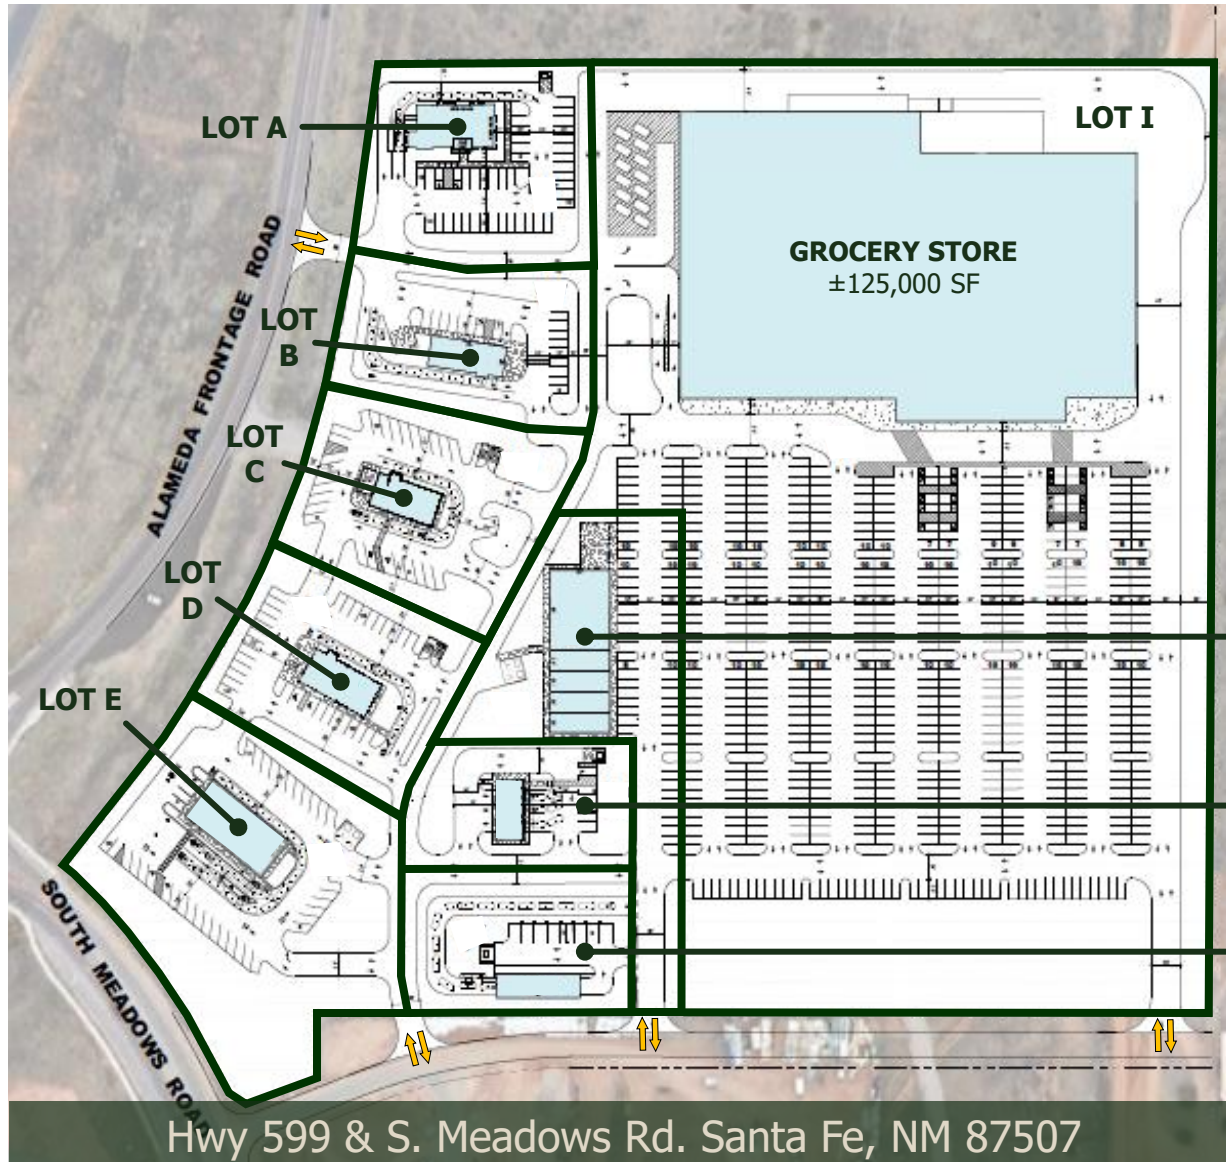 LOT A
LOT I
GROCERY STORE
±125,000 SF
ALAMEDA FRONTAGE ROAD
LOT
B
LOT
C
LOT
D
LOT E
SOUTH MEADOWS ROAD
Hwy 599 & S. Meadows Rd. Santa Fe, NM 87507